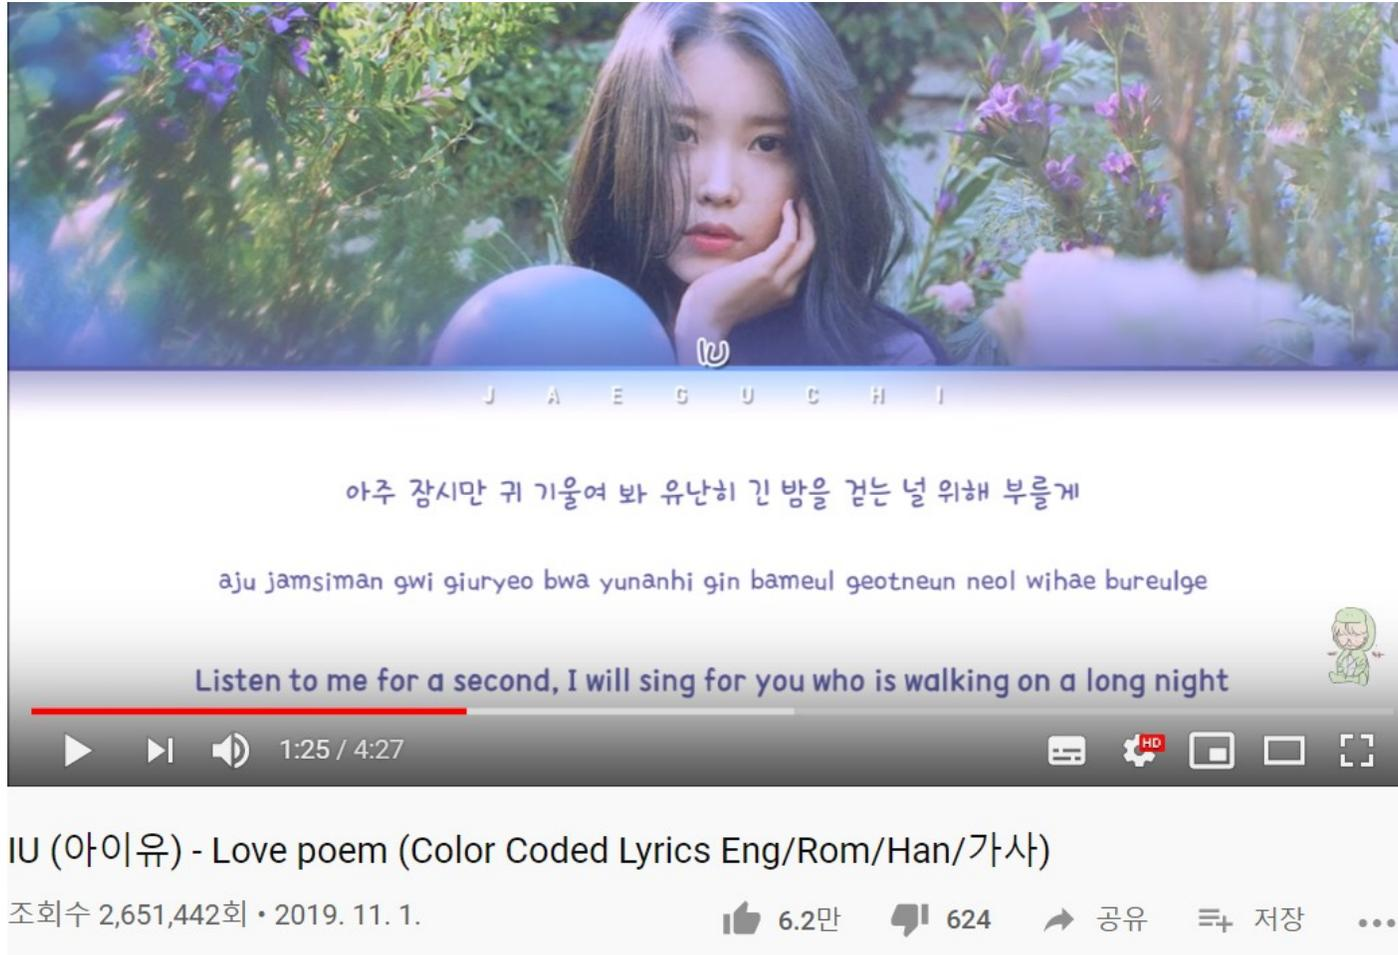 IU
J A E G U C H I
아주 잠시만 귀 기울여 봐 유난히 긴 밤을 걷는 널 위해 부를게
aju jamsiman gwi giuryeo bwa yunanhi gin bameul geotneun neol wihae bureulge
Listen to me for a second, I will sing for you who is walking on a long night
1:25 / 4:27
HD
IU (아이유) - Love poem (Color Coded Lyrics Eng/Rom/Han/가사)
조회수 2,651,442회 • 2019. 11. 1.
6.2만 624 공유 저장